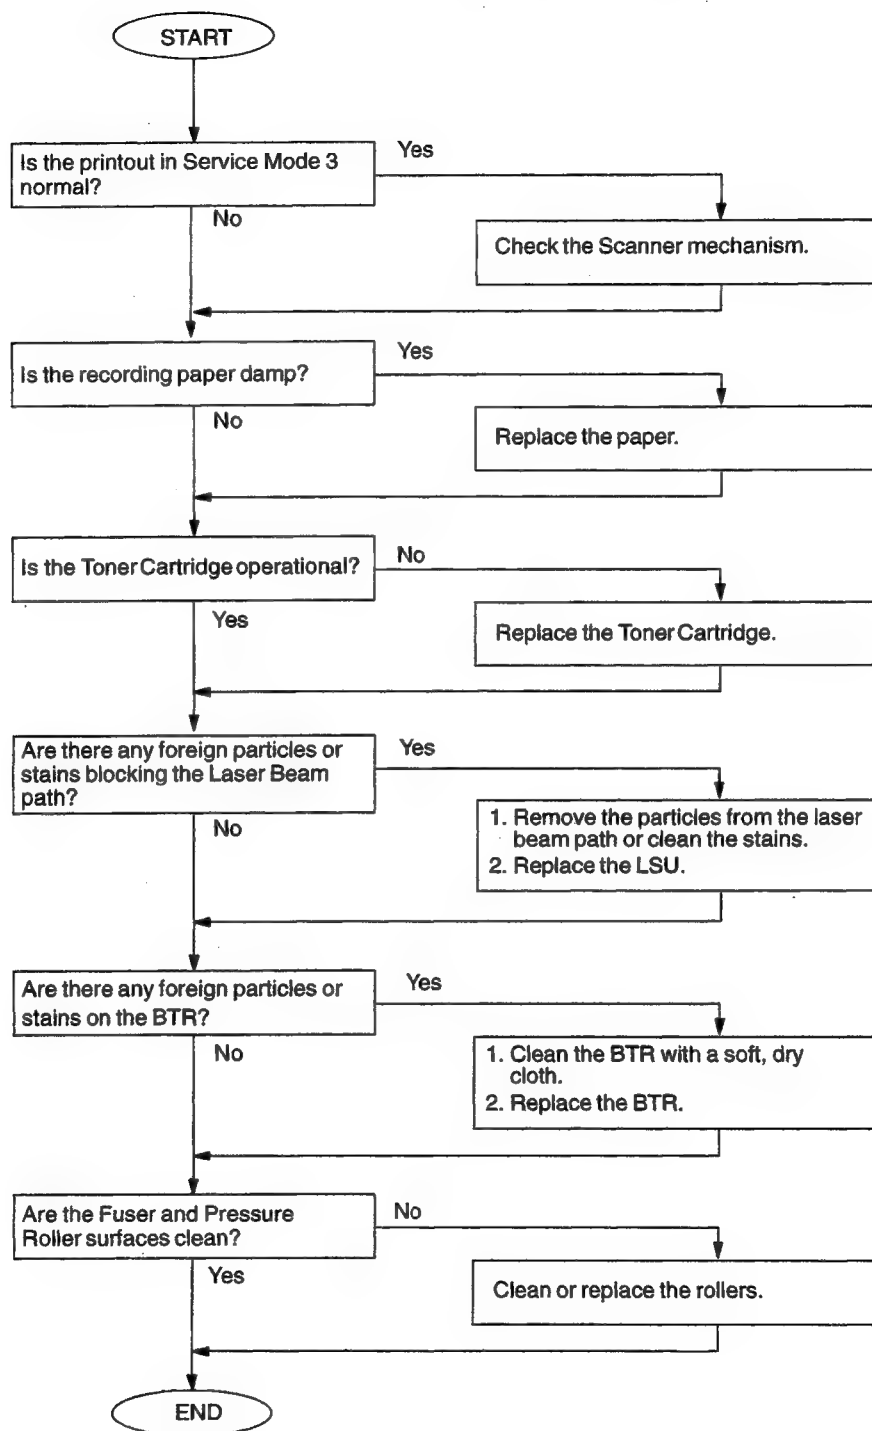 START
Is the printout in Service Mode 3
normal?
Yes
No
Check the Scanner mechanism.
Is the recording paper damp?
Yes
No
Replace the paper.
Is the Toner Cartridge operational?
No
Yes
Replace the Toner Cartridge.
Are there any foreign particles or
stains blocking the Laser Beam
path?
Yes
No
1. Remove the particles from the laser
beam path or clean the stains.
2. Replace the LSU.
Are there any foreign particles or
stains on the BTR?
Yes
No
1. Clean the BTR with a soft, dry
cloth.
2. Replace the BTR.
Are the Fuser and Pressure
Roller surfaces clean?
No
Yes
Clean or replace the rollers.
END